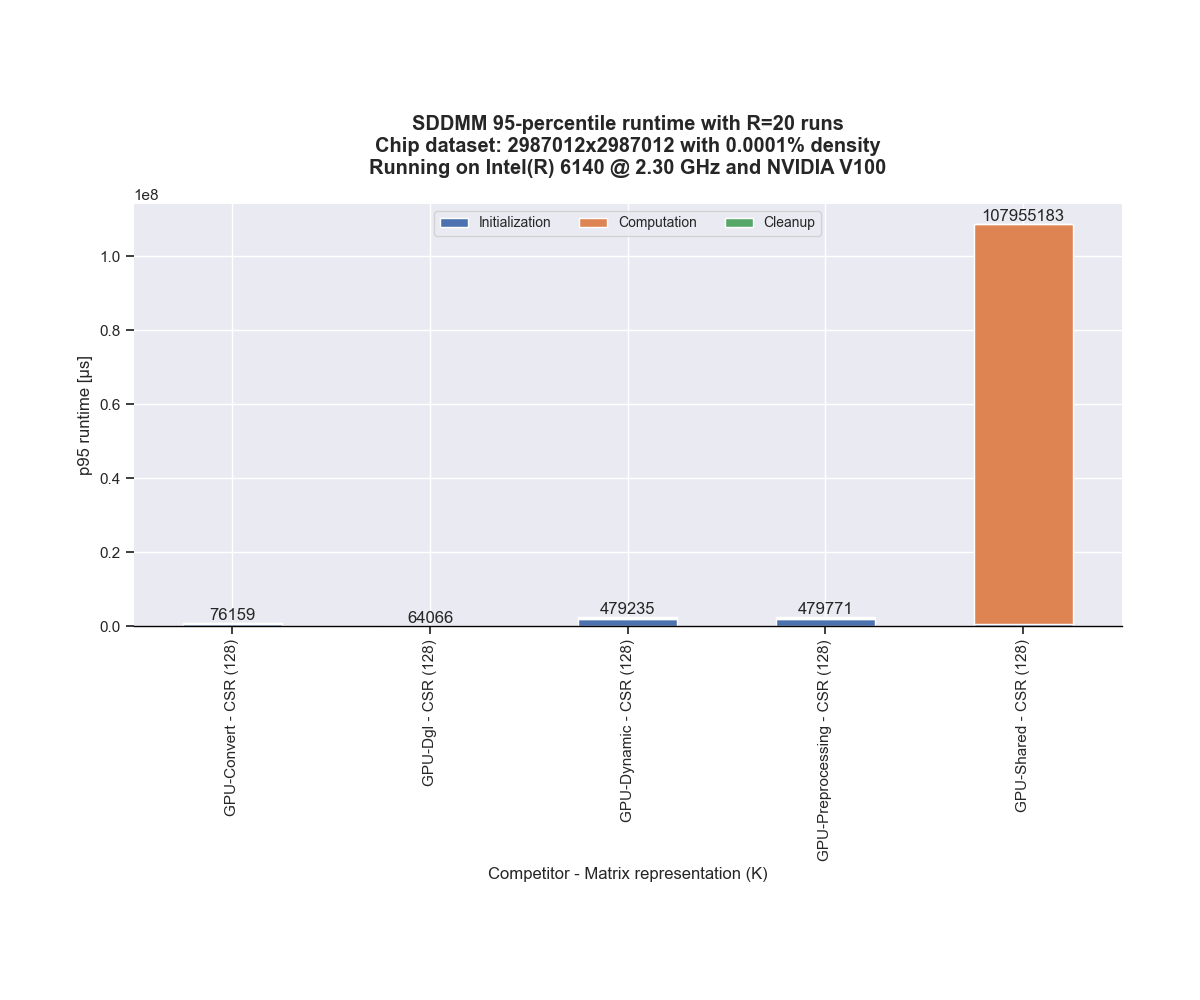 SDDMM 95-percentile runtime with R=20 runs
Chip dataset: 2987012x2987012 with 0.0001% density
Running on Intel(R) 6140 @ 2.30 GHz and NVIDIA V100
1e8
Initialization
Computation
Cleanup
107955183
1.0
0.8
0.6
0.4
0.2
0.0
p95 runtime [µs]
76159
64066
479235
479771
GPU-Convert - CSR (128)
GPU-Dgl - CSR (128)
GPU-Dynamic - CSR (128)
GPU-Preprocessing - CSR (128)
GPU-Shared - CSR (128)
Competitor - Matrix representation (K)